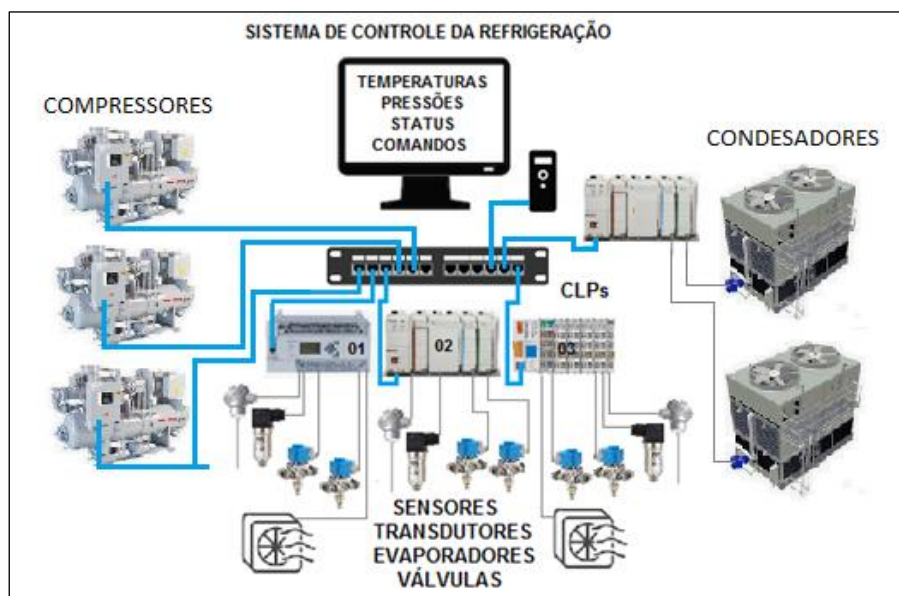 SISTEMA DE CONTROLE DA REFRIGERAÇÃO
COMPRESSORES
TEMPERATURAS
PRESSÕES
STATUS
COMANDOS
CONDESADORES
CLPs
01
02
03
SENSORES
TRANSDUTORES
EVAPORADORES
VÁLVULAS